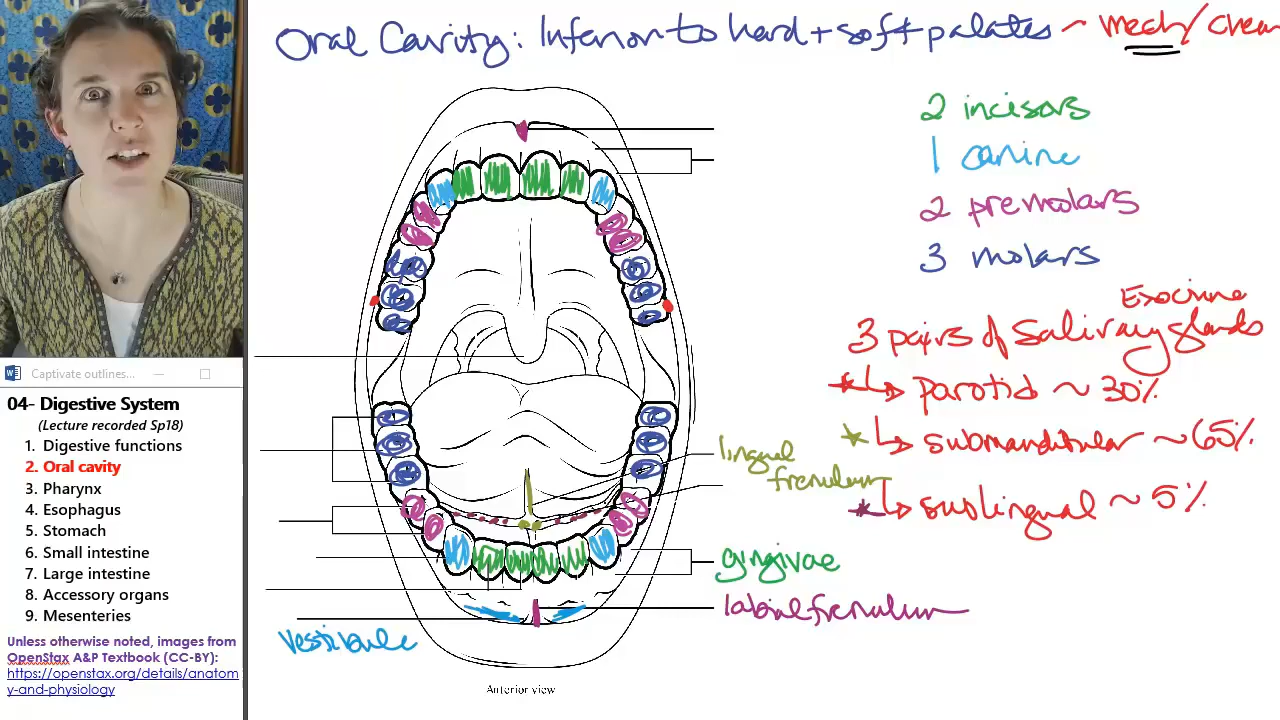 Oral Cavity: Inferior to hard + soft palates ~ mech/chem
2 incisors
1 canine
2 premolars
3 molars
Exocrine
3 pairs of salivary glands
* ↳ parotid ~ 30%
* ↳ submandibular ~ 65%
* ↳ sublingual ~ 5%
lingual
frenulum
gingivae
labial frenulum
vestibule
Anterior view
Captivate outlines...
04- Digestive System
(Lecture recorded Sp18)
1. Digestive functions
2. Oral cavity
3. Pharynx
4. Esophagus
5. Stomach
6. Small intestine
7. Large intestine
8. Accessory organs
9. Mesenteries
Unless otherwise noted, images from
OpenStax A&P Textbook (CC-BY):
https://openstax.org/details/anatom
y-and-physiology